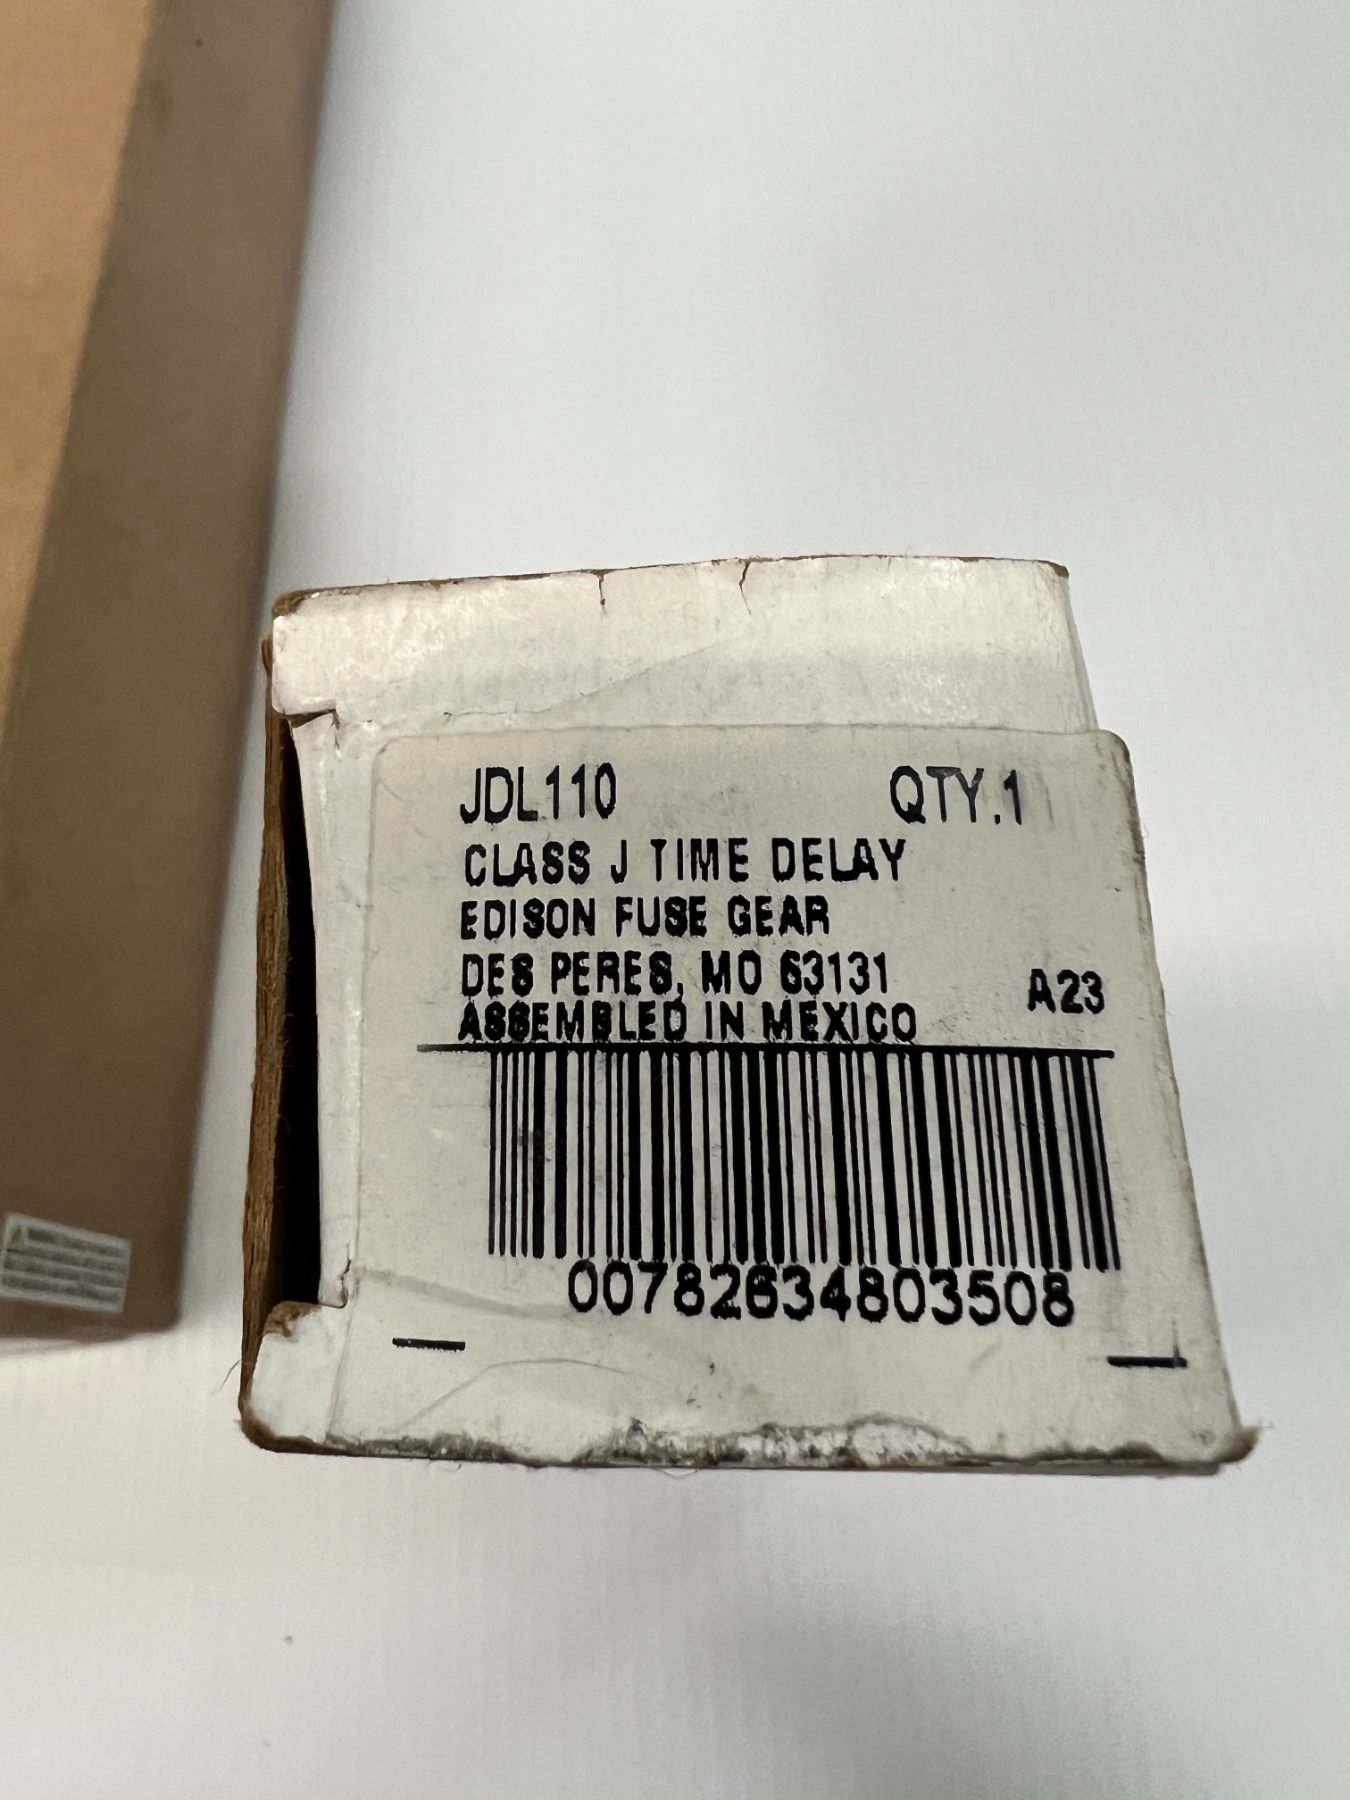 JDL110 QTY.1
CLASS J TIME DELAY
EDISON FUSE GEAR
DES PERES, MO 63131
A23
ASSEMBLED IN MEXICO
00782634803508